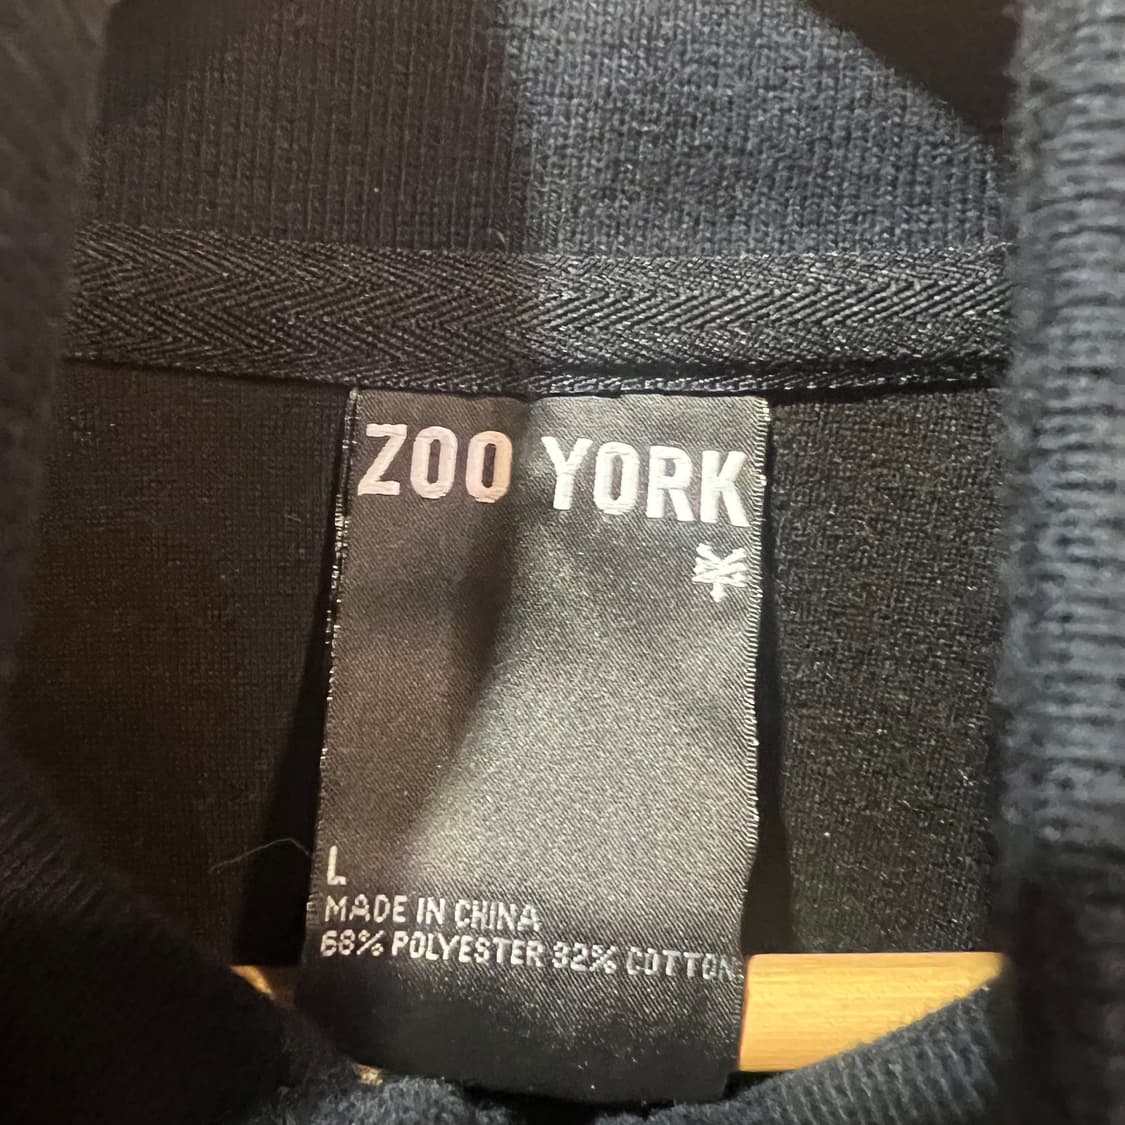 ZOO YORK
L
MADE IN CHINA
68% POLYESTER 32% COTTON